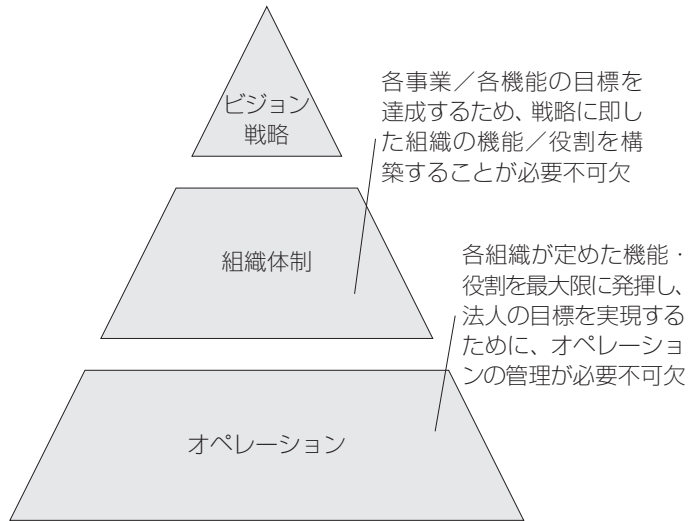 ビジョン
戦略
各事業／各機能の目標を
達成するため、戦略に即し
た組織の機能／役割を構
築することが必要不可欠
組織体制
各組織が定めた機能・
役割を最大限に発揮し、
法人の目標を実現する
ために、オペレーショ
ンの管理が必要不可欠
オペレーション